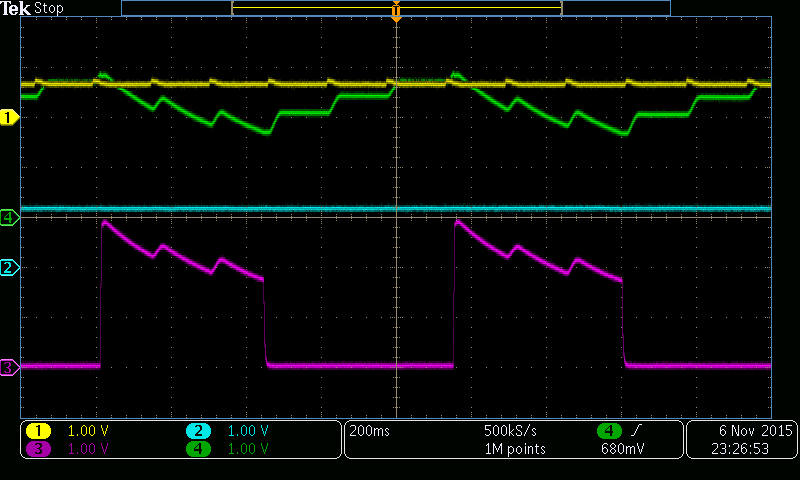 Tek Stop
T
1
4
2
3
1 1.00 V 2 1.00 V 200ms 500kS/s 4 6 Nov 2015
3 1.00 V 4 1.00 V 1M points 680mV 23:26:53